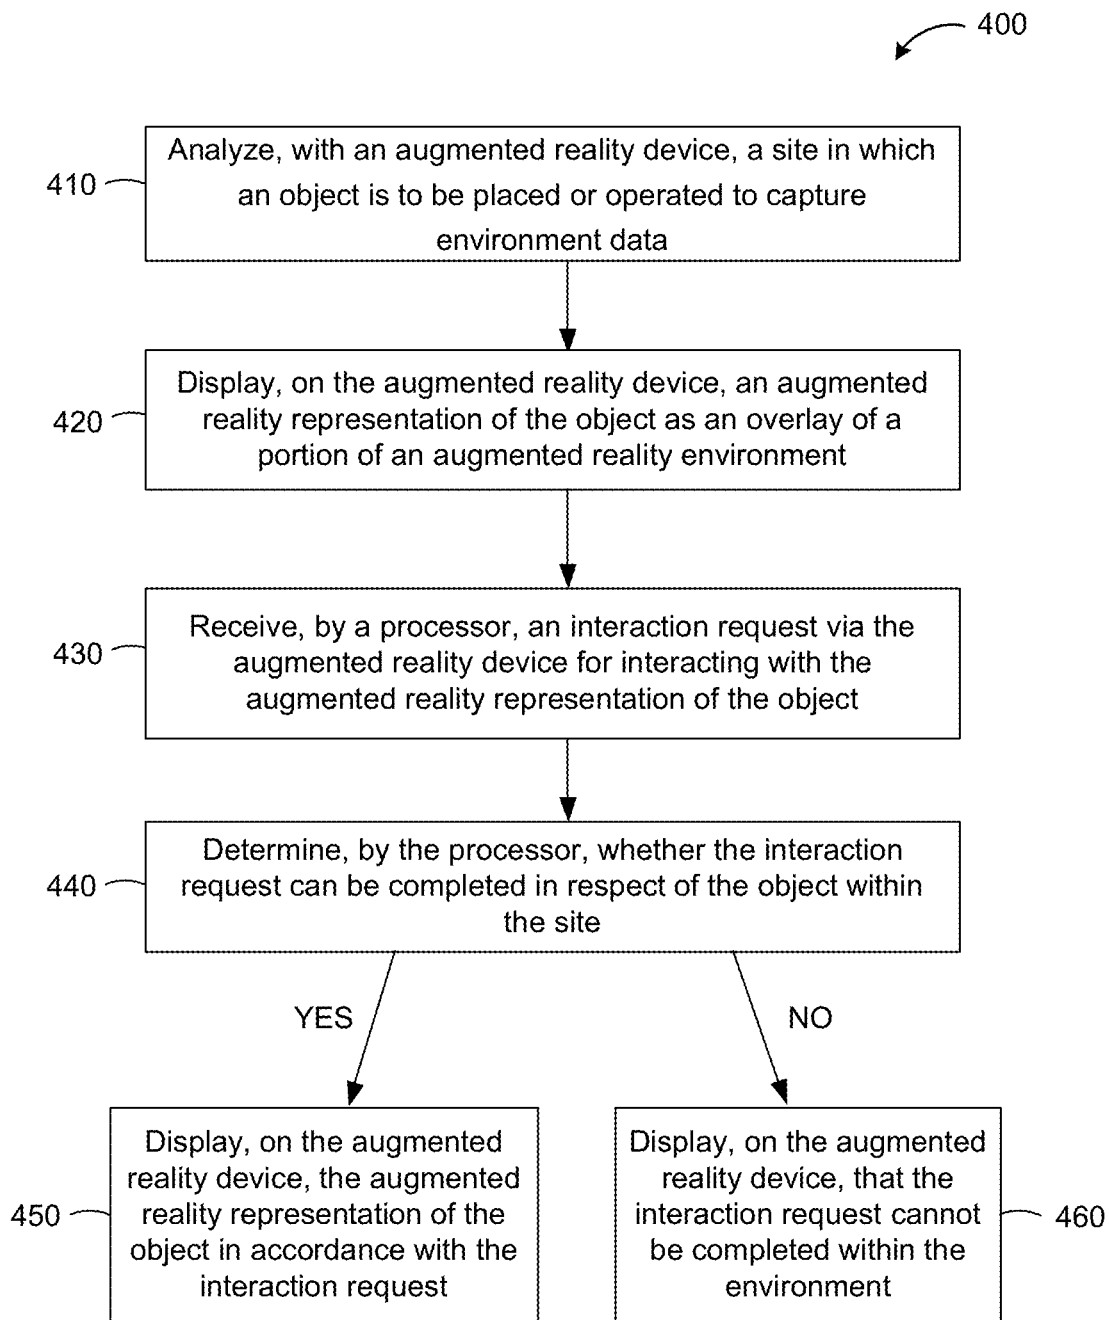 400
410
Analyze, with an augmented reality device, a site in which
an object is to be placed or operated to capture
environment data
420
Display, on the augmented reality device, an augmented
reality representation of the object as an overlay of a
portion of an augmented reality environment
430
Receive, by a processor, an interaction request via the
augmented reality device for interacting with the
augmented reality representation of the object
440
Determine, by the processor, whether the interaction
request can be completed in respect of the object within
the site
YES
NO
450
Display, on the augmented
reality device, the augmented
reality representation of the
object in accordance with the
interaction request
Display, on the augmented
reality device, that the
interaction request cannot
be completed within the
environment
460